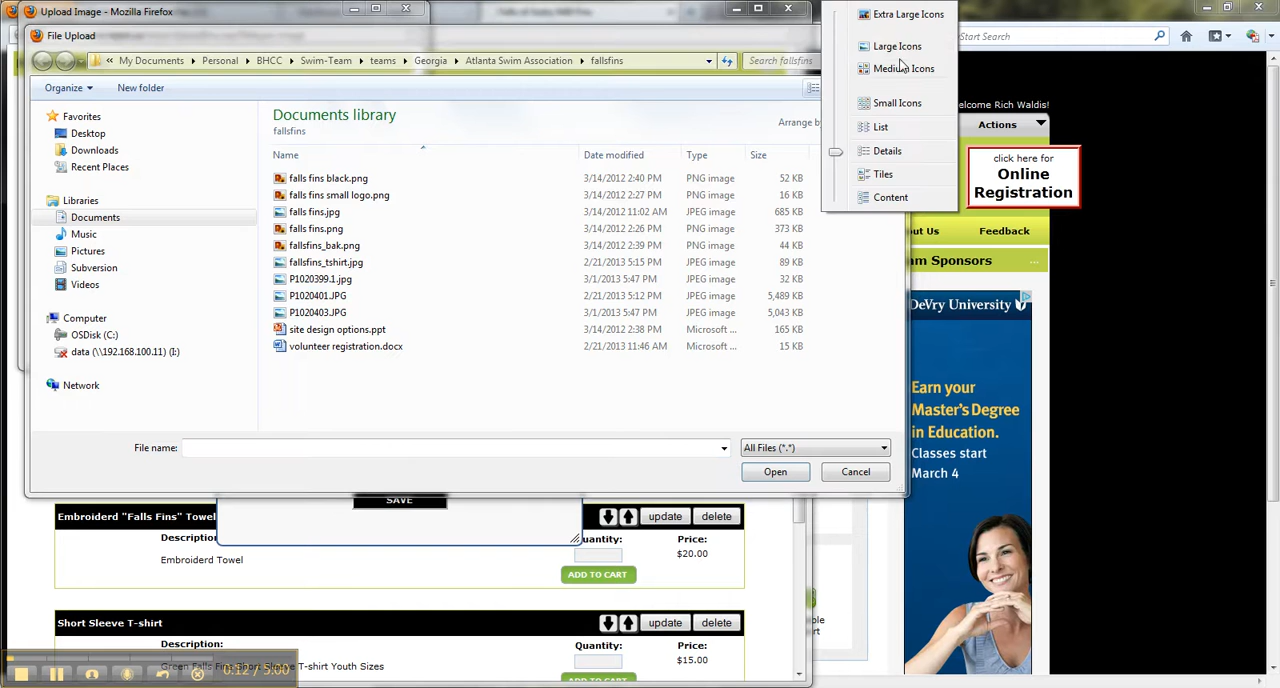 Upload Image - Mozilla Firefox
File Upload
My Documents BHCC Swim-Team teams Georgia Atlanta Swim Association fallsfins
Search fallsfins
Start Search
Organize
New folder
Extra Large Icons
Large Icons
Medium Icons
Small Icons
List
Details
Tiles
Content
Favorites
Desktop
Downloads
Recent Places
Libraries
Documents
Music
Pictures
Subversion
Videos
Computer
OSDisk (C:)
data (\\192.168.100.11) (I:)
Network
Documents library
fallsfins
Arrange by
Name Date modified Type Size
falls fins black.png 3/14/2012 2:40 PM PNG image 52 KB
falls fins small logo.png 3/14/2012 2:39 PM PNG image 16 KB
falls fins.jpg 3/14/2012 11:02 AM JPEG image 685 KB
falls fins.png 3/14/2012 2:26 PM PNG image 373 KB
fallsfins_bak.png 3/14/2012 2:39 PM PNG image 44 KB
fallsfins_tshirt.jpg 2/21/2013 5:15 PM JPEG image 89 KB
P1020399.1.jpg 3/1/2013 5:47 PM JPEG image 32 KB
P1020401.JPG 2/21/2013 5:12 PM JPEG image 5,489 KB
P1020403.JPG 3/1/2013 5:47 PM JPEG image 5,043 KB
site design options.ppt 3/14/2012 2:38 PM Microsoft ... 165 KB
volunteer registration.docx 2/21/2013 11:46 AM Microsoft ... 15 KB
File name:
All Files (*.*)
Open Cancel
elcome Rich Waldis!
Actions
click here for
Online
Registration
out Us Feedback
am Sponsors ...
DeVry University
Earn your
Master's Degree
in Education.
Classes start
March 4
SAVE
Embroiderd "Falls Fins" Towel
update delete
Description
Quantity: Price:
Embroidered Towel
$20.00
ADD TO CART
Short Sleeve T-shirt
update delete
Description:
Quantity: Price:
Green Falls Fins Short Sleeve T-shirt Youth Sizes
$15.00
ADD TO CART
0:12 / 5:00